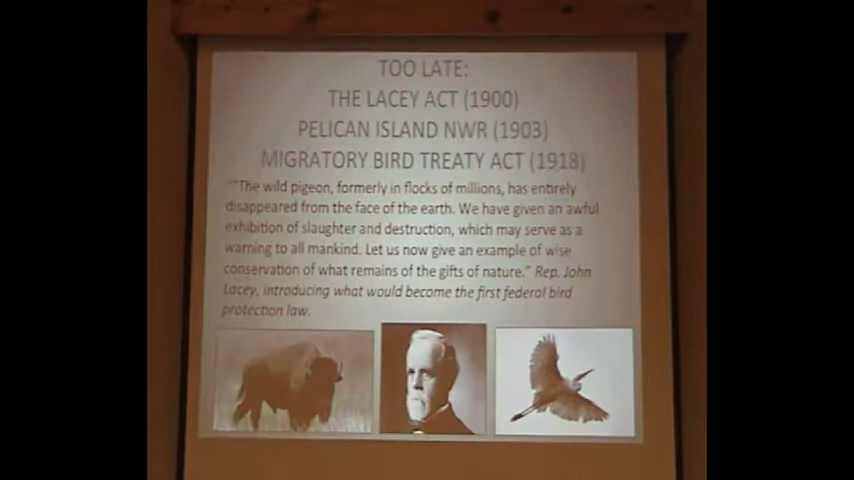 TOO LATE:
THE LACEY ACT (1900)
PELICAN ISLAND NWR (1903)
MIGRATORY BIRD TREATY ACT (1918)
"“The wild pigeon, formerly in flocks of millions, has entirely
disappeared from the face of the earth. We have given an awful
exhibition of slaughter and destruction, which may serve as a
warning to all mankind. Let us now give an example of wise
conservation of what remains of the gifts of nature.” Rep. John
Lacey, introducing what would become the first federal bird
protection law.